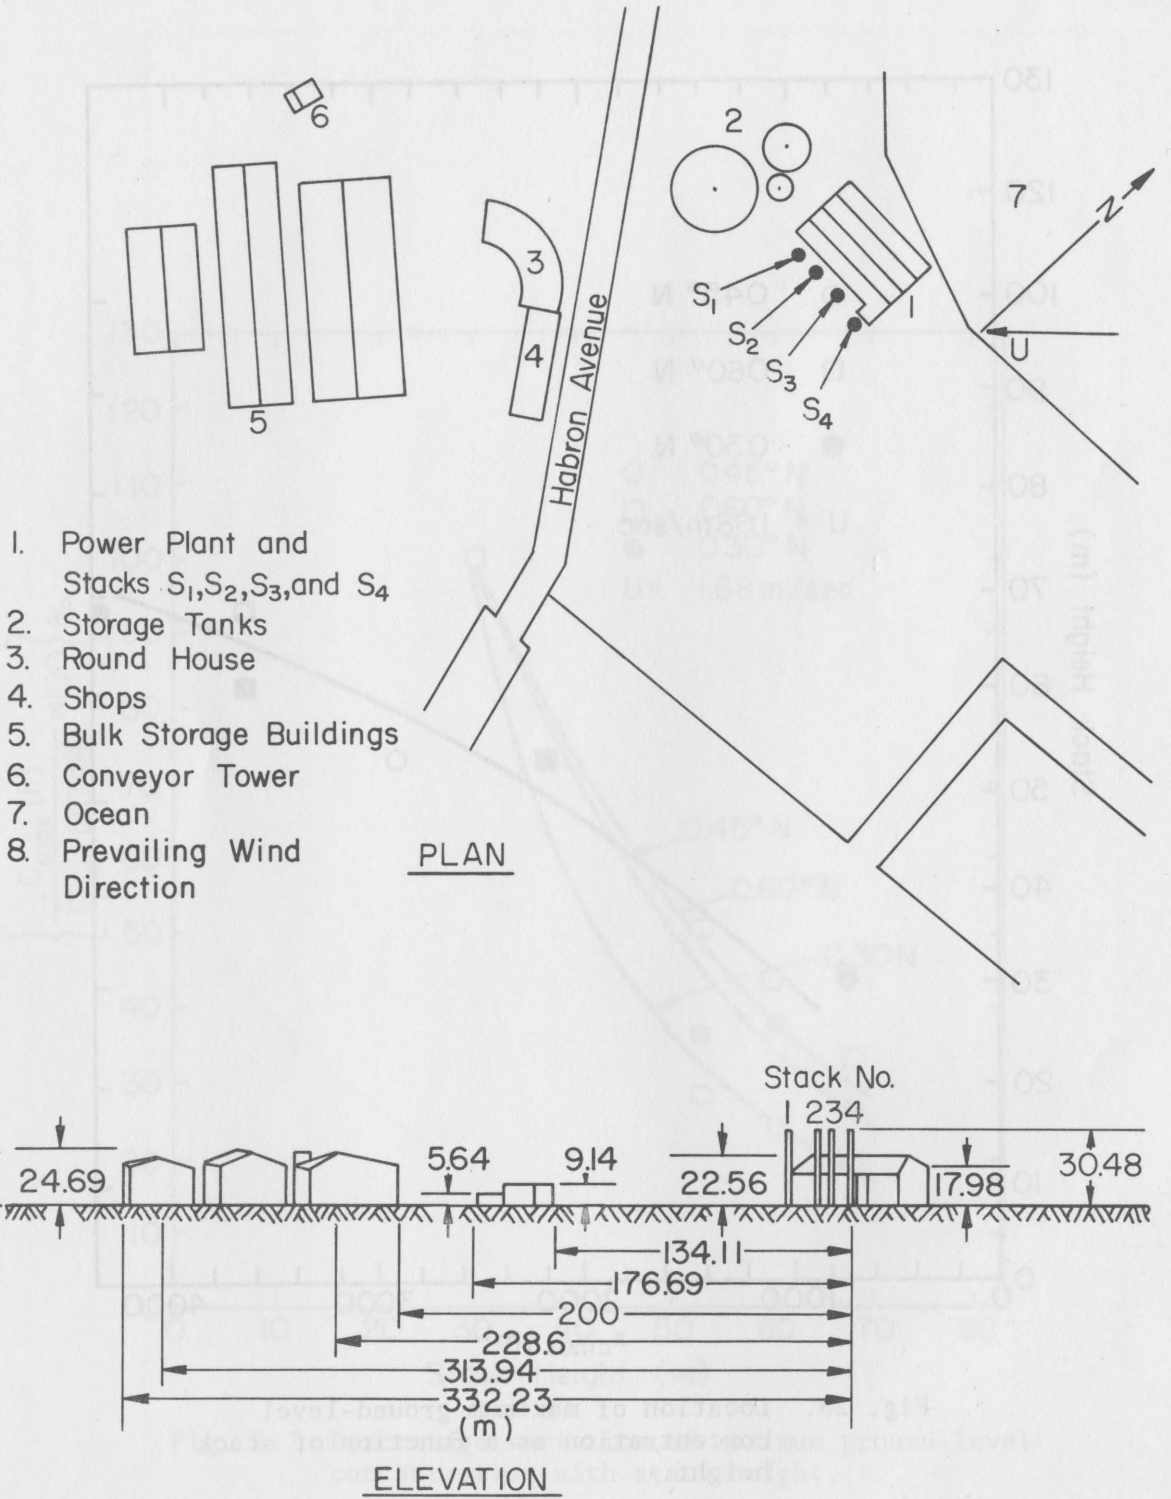 6
2
7
N
3
S1
1
S2
U
4
S3
Habron Avenue
S4
5
1. Power Plant and
Stacks S1,S2,S3,and S4
2. Storage Tanks
3. Round House
4. Shops
5. Bulk Storage Buildings
6. Conveyor Tower
7. Ocean
8. Prevailing Wind
Direction
PLAN
Stack No.
1 2 3 4
24.69
5.64
9.14
22.56
17.98
30.48
134.11
176.69
200
228.6
313.94
332.23
(m)
ELEVATION